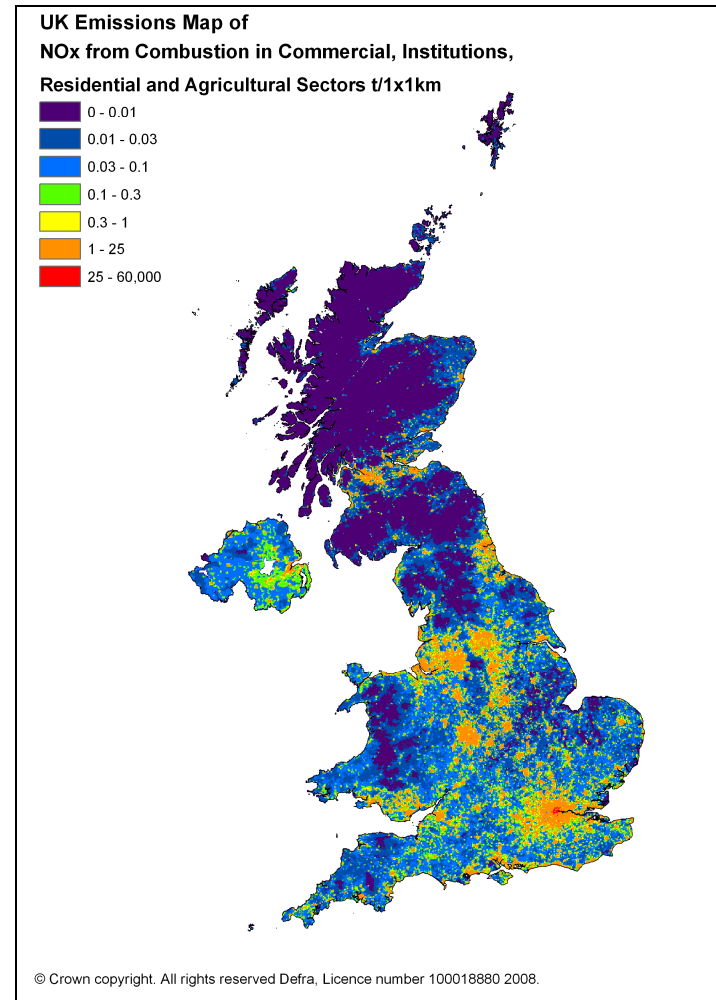 UK Emissions Map of
NOx from Combustion in Commercial, Institutions,
Residential and Agricultural Sectors t/1x1km
0 - 0.01
0.01 - 0.03
0.03 - 0.1
0.1 - 0.3
0.3 - 1
1 - 25
25 - 60,000
© Crown copyright. All rights reserved Defra, Licence number 100018880 2008.